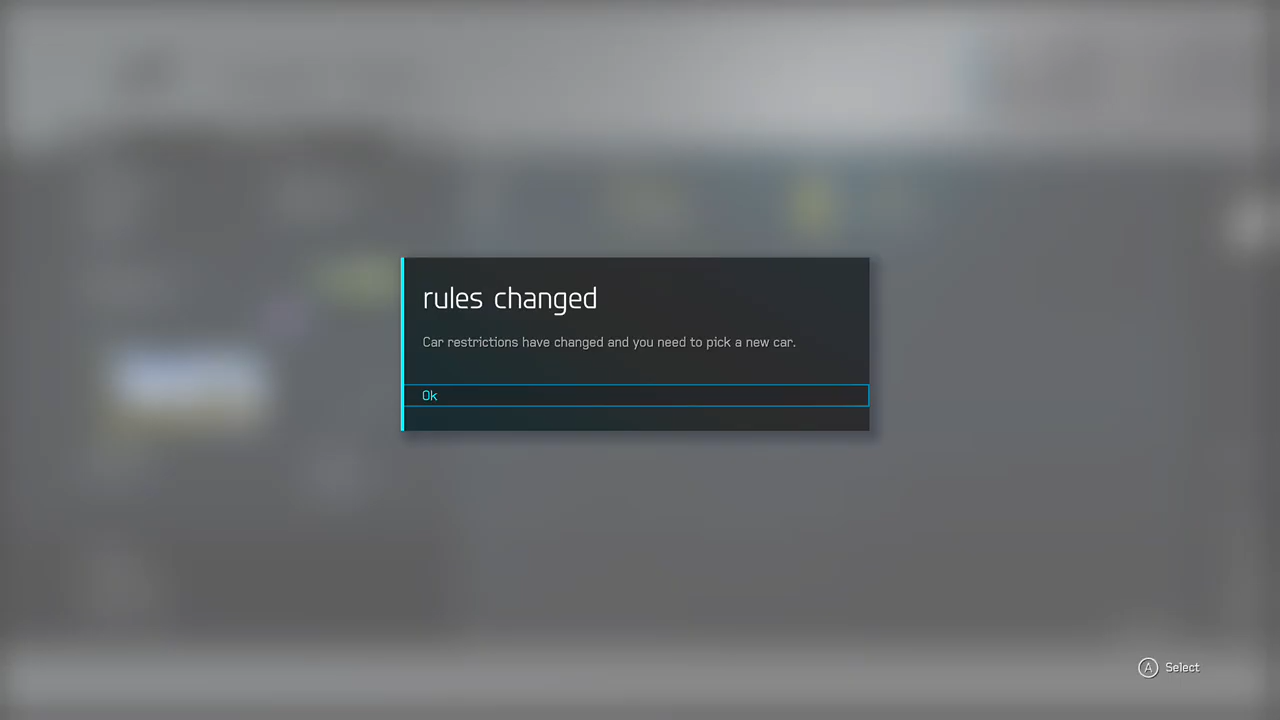 rules changed
Car restrictions have changed and you need to pick a new car.
Ok
A Select